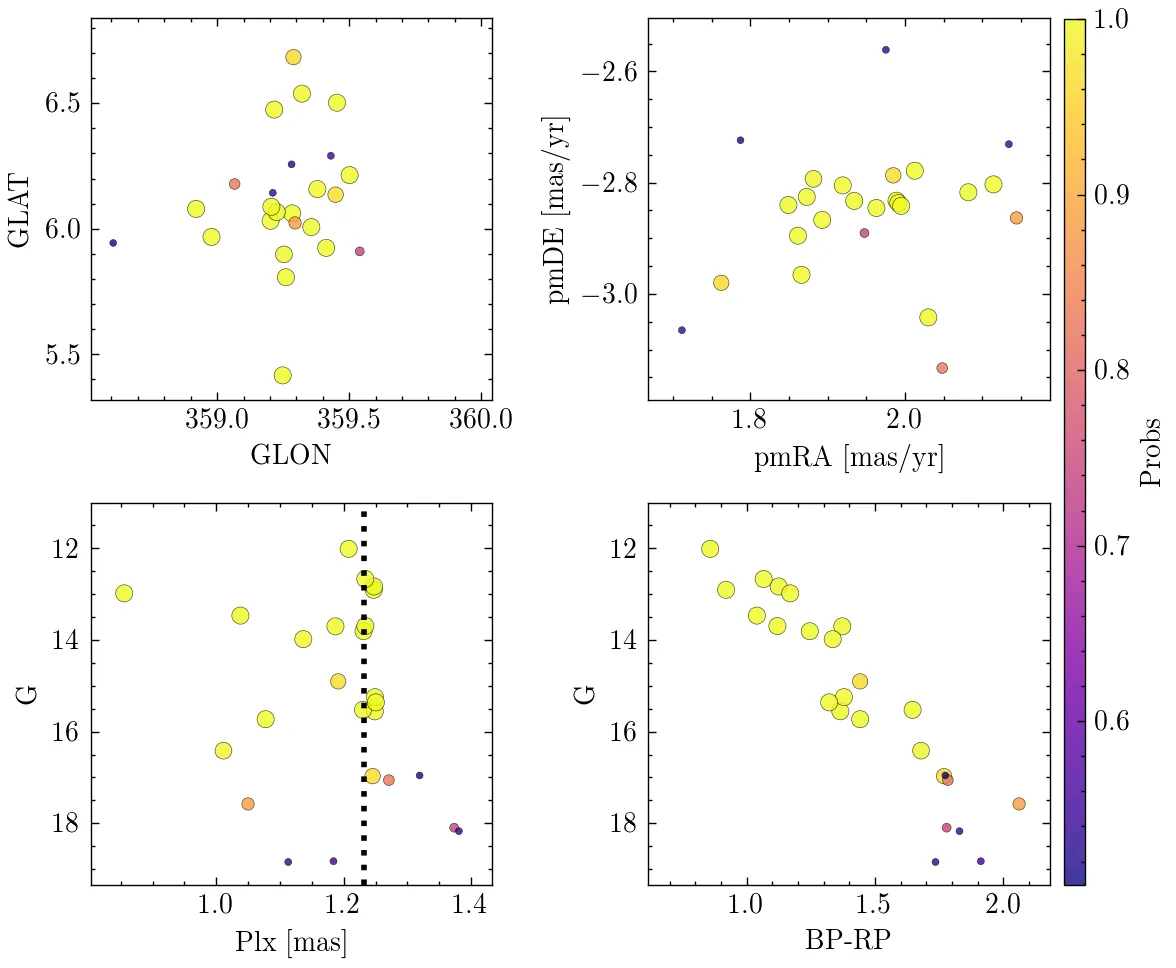 6.5
6.0
5.5
GLAT
359.0 359.5 360.0
GLON
−2.6
−2.8
−3.0
pmDE [mas/yr]
1.8 2.0
pmRA [mas/yr]
12
14
16
18
G
1.0 1.2 1.4
Plx [mas]
12
14
16
18
G
1.0 1.5 2.0
BP-RP
1.0
0.9
0.8
0.7
0.6
Probs